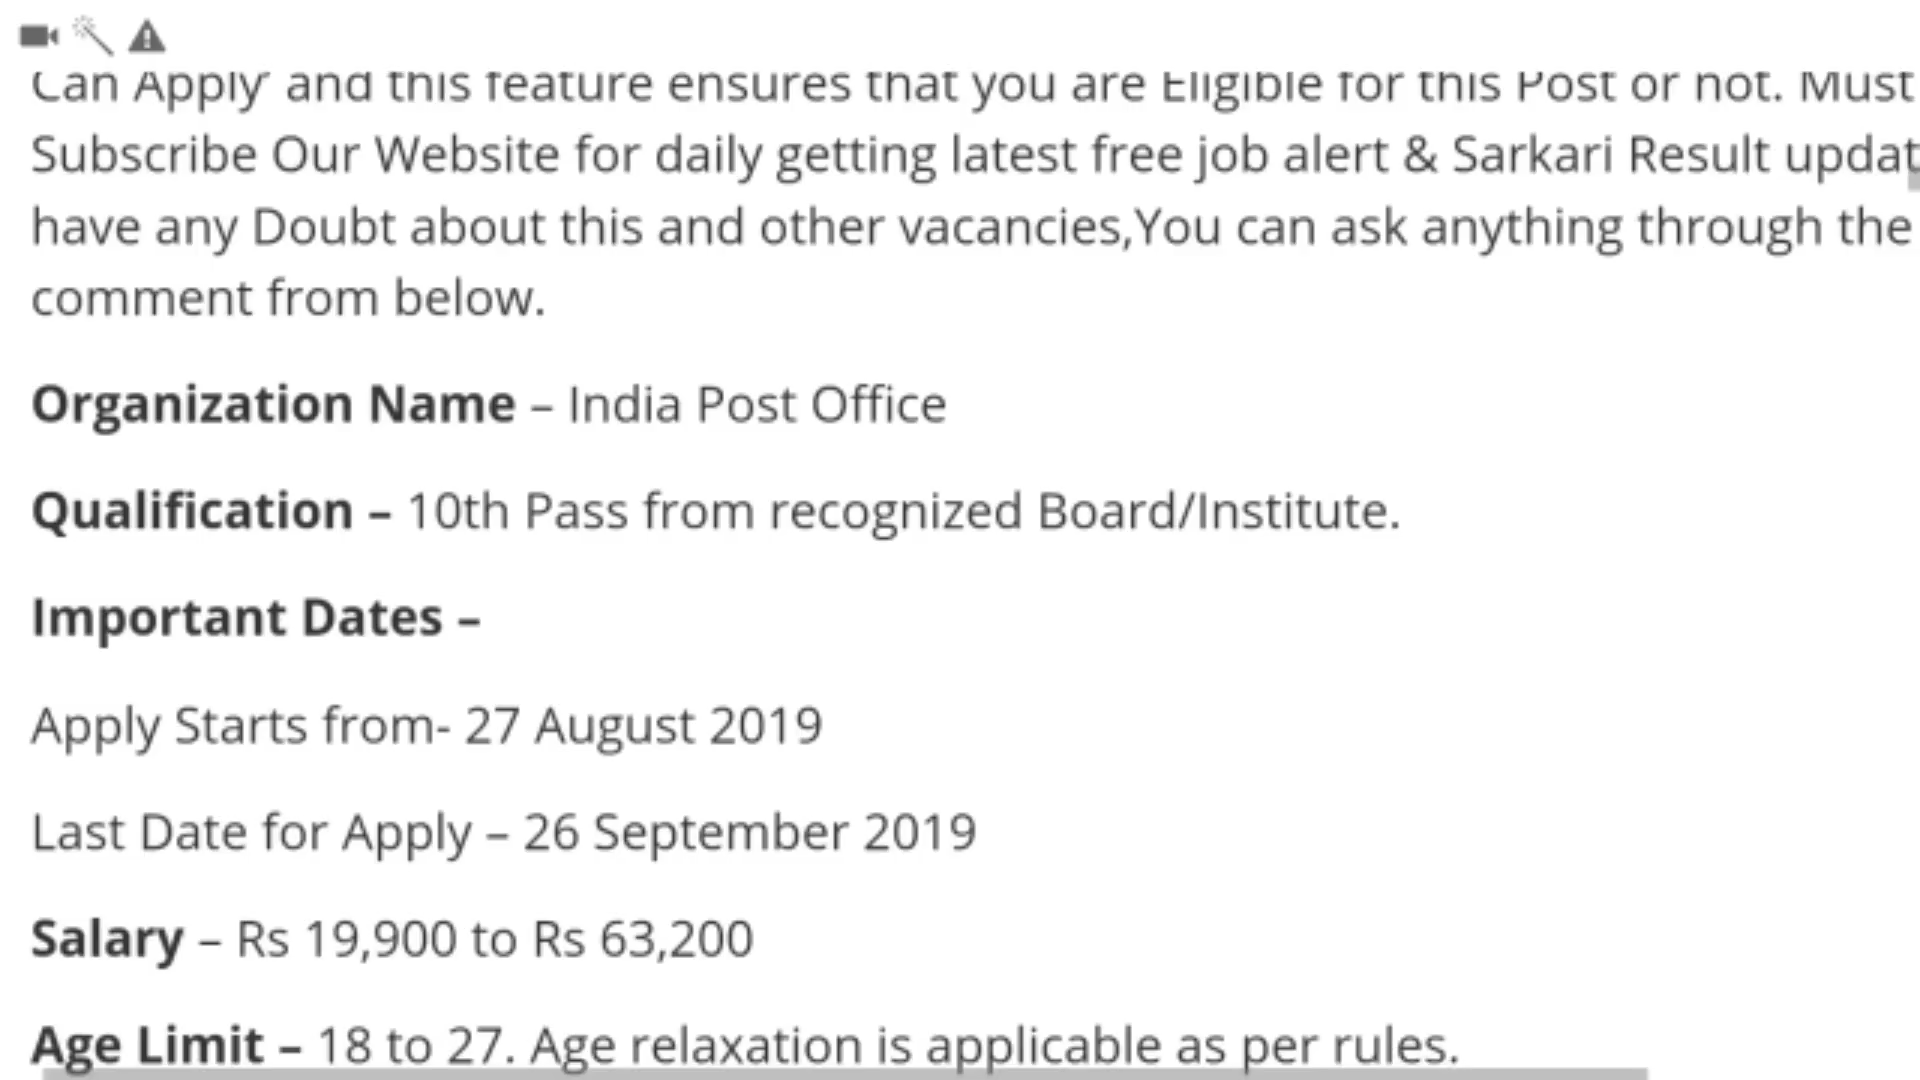 Can Apply' and this feature ensures that you are Eligible for this Post or not. Must
Subscribe Our Website for daily getting latest free job alert & Sarkari Result updat
have any Doubt about this and other vacancies,You can ask anything through the
comment from below.
Organization Name – India Post Office
Qualification – 10th Pass from recognized Board/Institute.
Important Dates –
Apply Starts from- 27 August 2019
Last Date for Apply – 26 September 2019
Salary – Rs 19,900 to Rs 63,200
Age Limit – 18 to 27. Age relaxation is applicable as per rules.